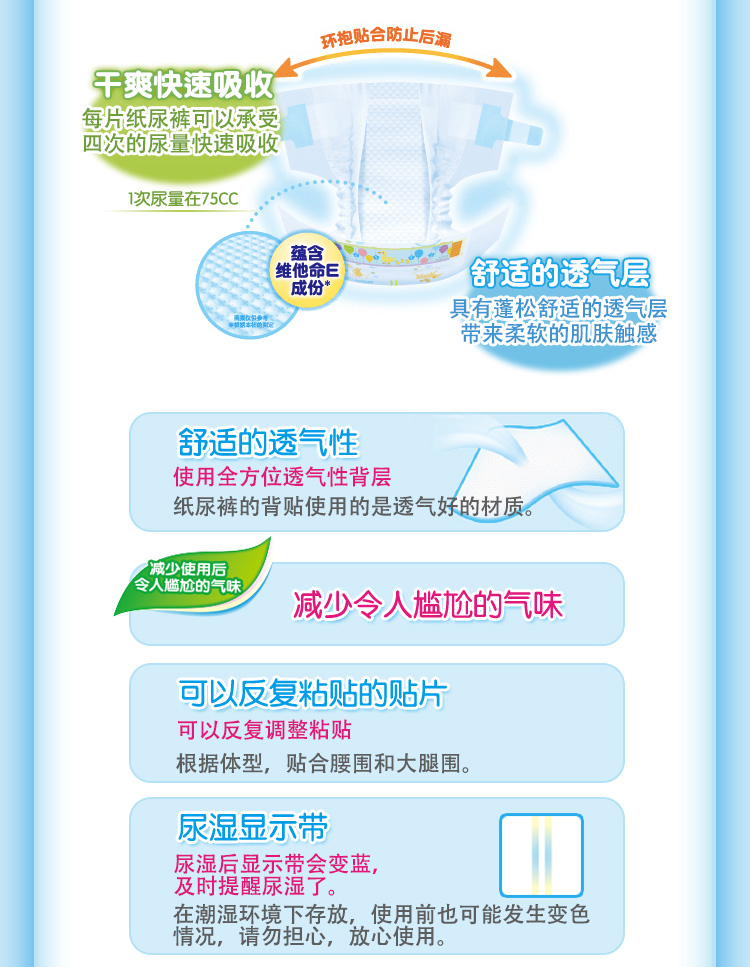 环抱贴合防止后漏
干爽快速吸收
每片纸尿裤可以承受
四次的尿量快速吸收
1次尿量在75CC
蕴含
维他命E
成份*
舒适的透气层
具有蓬松舒适的透气层
带来柔软的肌肤触感
舒适的透气性
使用全方位透气性背层
纸尿裤的背贴使用的是透气好的材质。
减少使用后
令人尴尬的气味
减少令人尴尬的气味
可以反复粘贴的贴片
可以反复调整粘贴
根据体型，贴合腰围和大腿围。
尿湿显示带
尿湿后显示带会变蓝，
及时提醒尿湿了。
在潮湿环境下存放，使用前也可能发生变色
情况，请勿担心，放心使用。